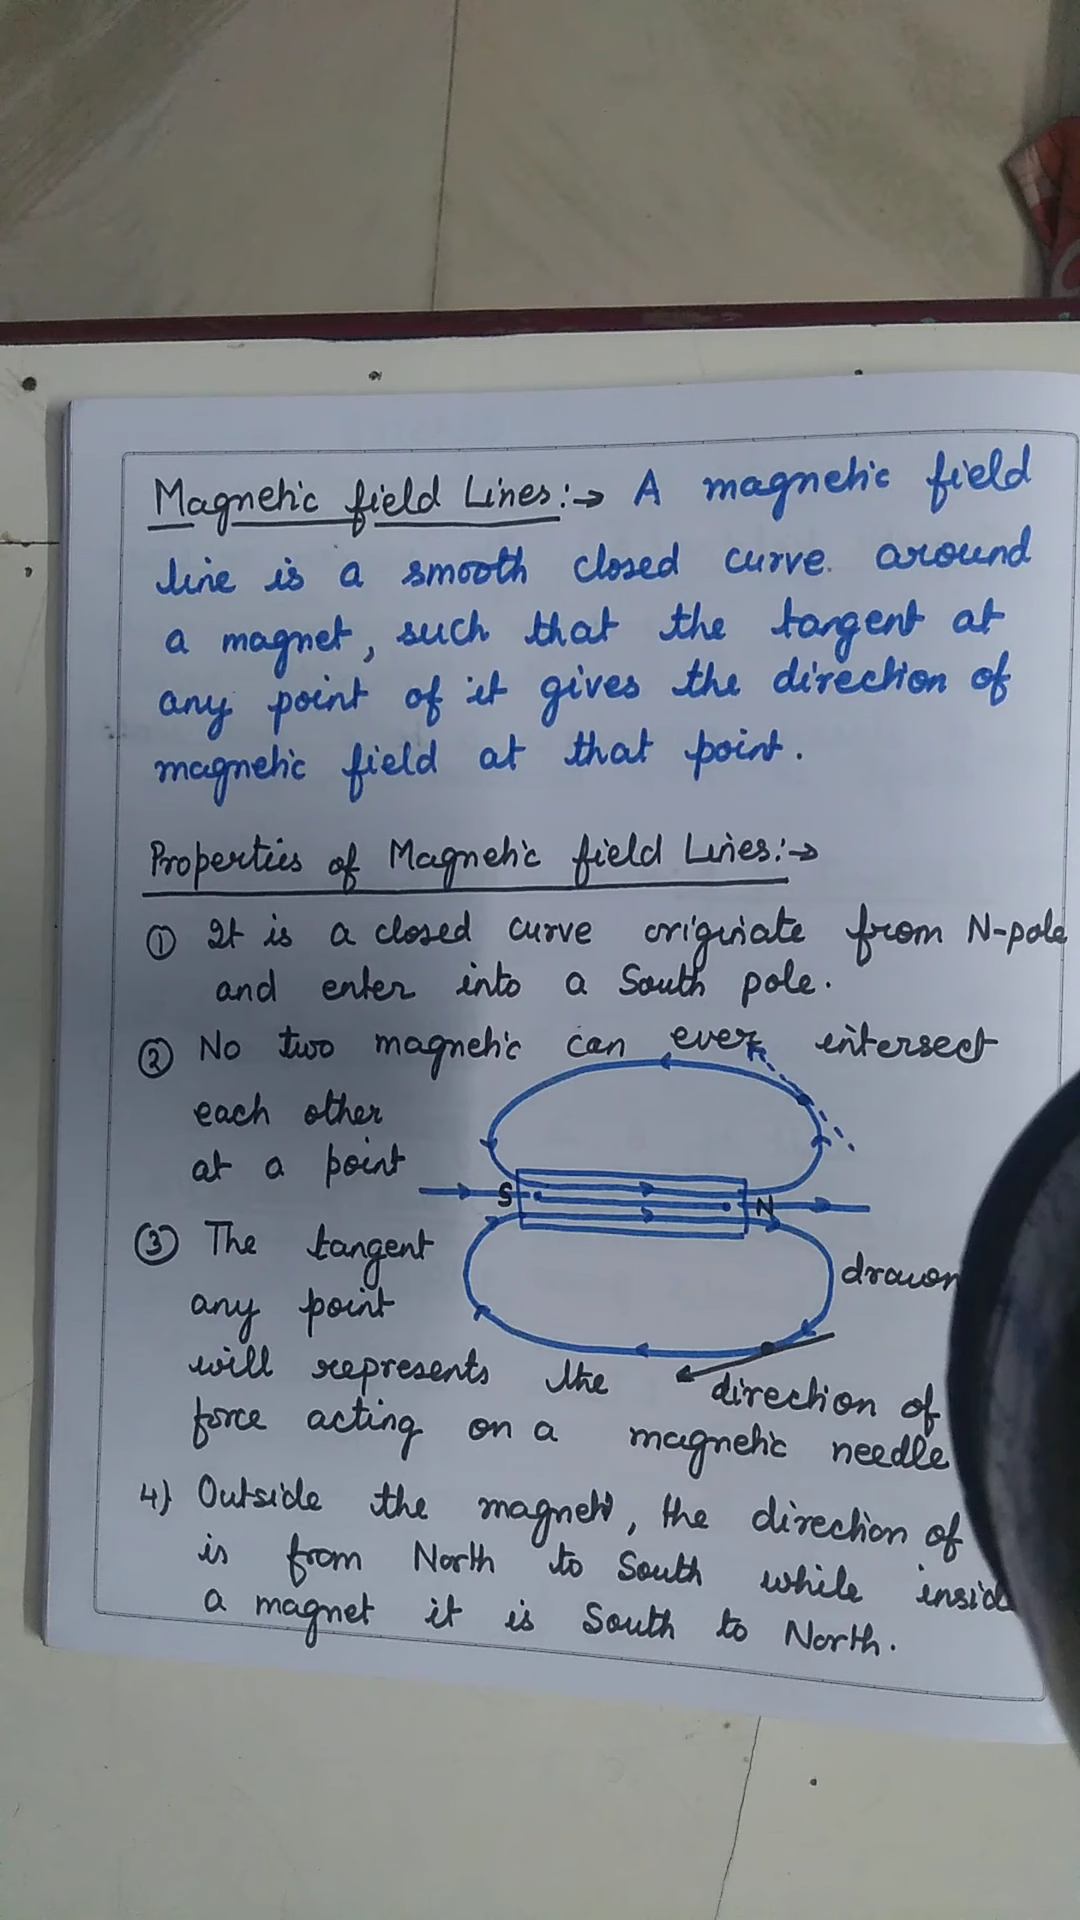 Magnetic field Lines:→ A magnetic field
line is a smooth closed curve around
a magnet, such that the tangent at
any point of it gives the direction of
magnetic field at that point.
Properties of Magnetic field Lines:→
① It is a closed curve originate from N-pole
and enter into a South pole.
② No two magnetic can ever intersect
each other
at a point
S N
③ The tangent drawn
any point
will represents the direction of
force acting on a magnetic needle
4) Outside the magnet, the direction of
is from North to South while insid
a magnet it is South to North.